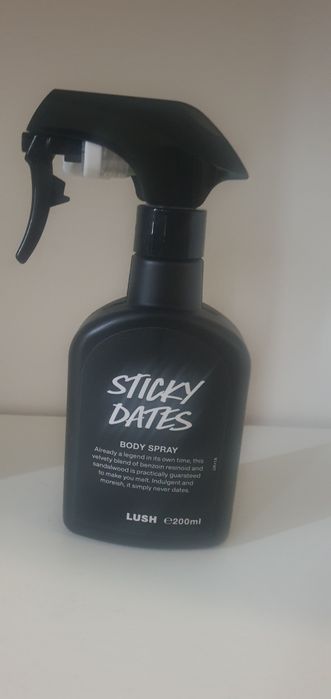 STICKY
DATES
BODY SPRAY
Already a legend in its own time, this
velvety blend of benzoin resinoid and
sandalwood is practically guaranteed
to make you melt. Indulgent and
moreish, it simply never dates.
LUSH ℮200ml